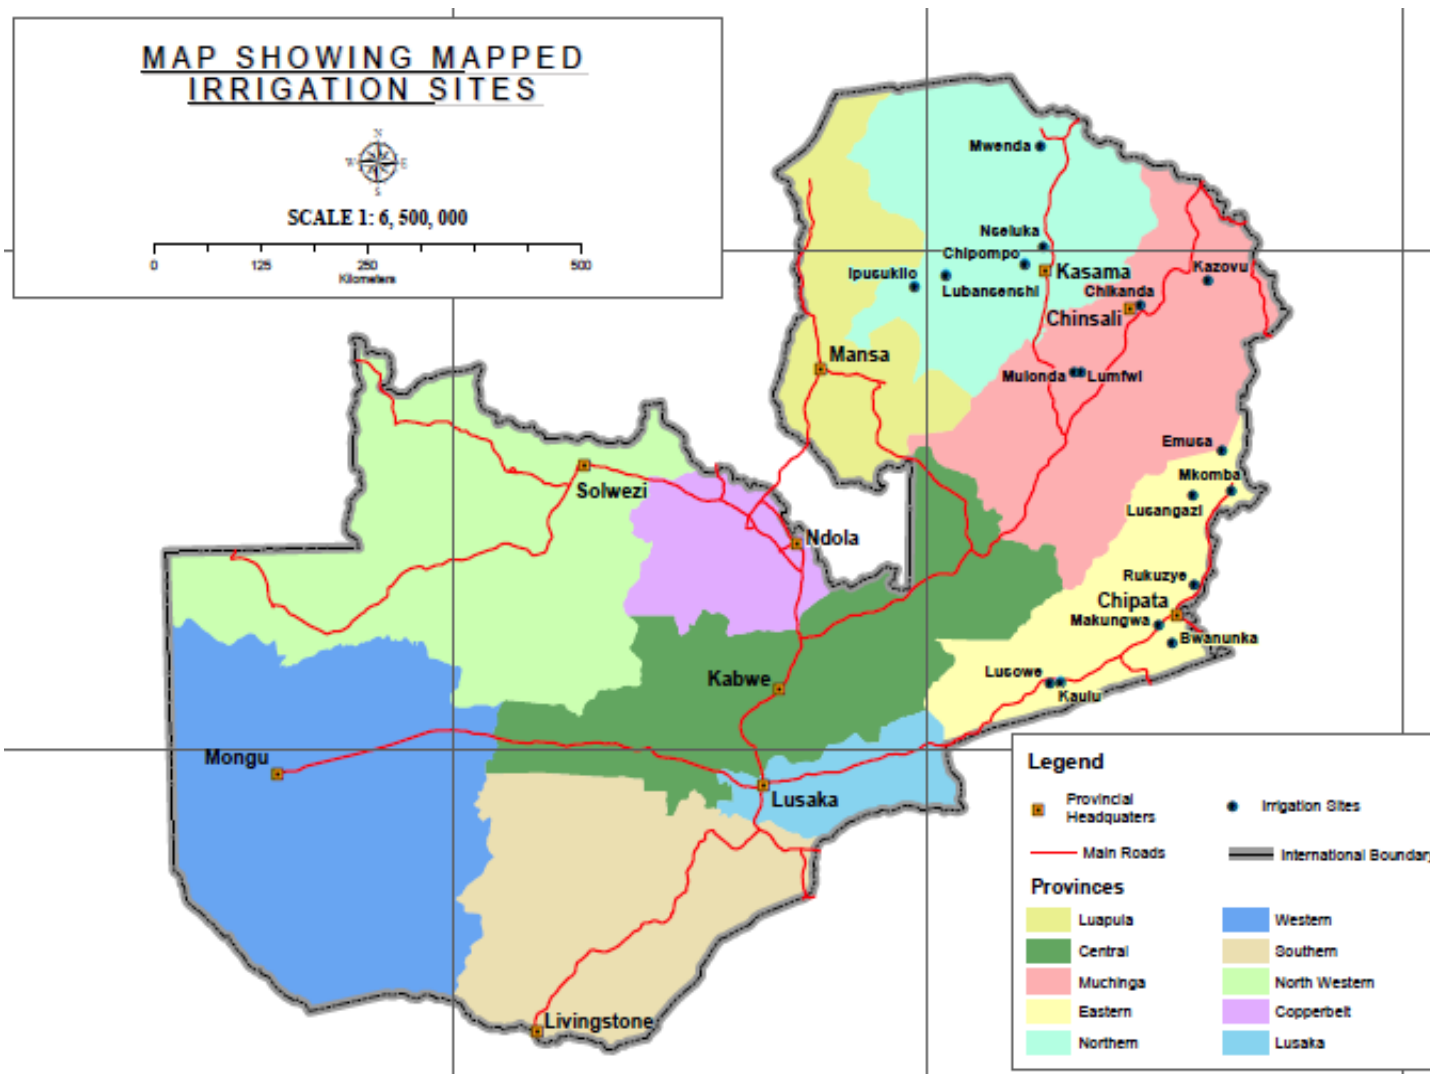 MAP SHOWING MAPPED
IRRIGATION SITES
N
W E
S
SCALE 1: 6, 500, 000
0 125 250 500
Kilometers
Mwenda
Nseluka
Chipompo
Kasama
Ipusukilo
Lubansenshi
Kazovu
Chikanda
Chinsali
Mansa
Mulonda
Lumfwi
Emusa
Mkomba
Lusangazi
Solwezi
Ndola
Rukuzye
Chipata
Makungwa
Bwanunka
Lusowe
Kaulu
Kabwe
Mongu
Lusaka
Livingstone
Legend
Provincial
Headquaters
Irrigation Sites
Main Roads
International Boundary
Provinces
Luapula
Western
Central
Southern
Muchinga
North Western
Eastern
Copperbelt
Northern
Lusaka